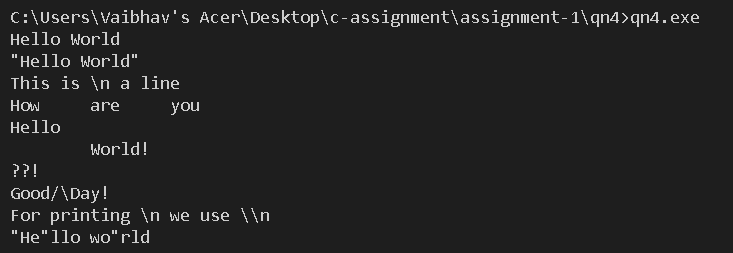 C:\Users\Vaibhav's Acer\Desktop\c-assignment\assignment-1\qn4>qn4.exe
Hello World
"Hello World"
This is \n a line
How     are     you
Hello
        World!
??!
Good/\Day!
For printing \n we use \\n
"He"llo wo"rld